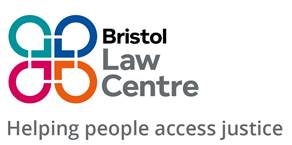 Bristol
Law
Centre
Helping people access justice